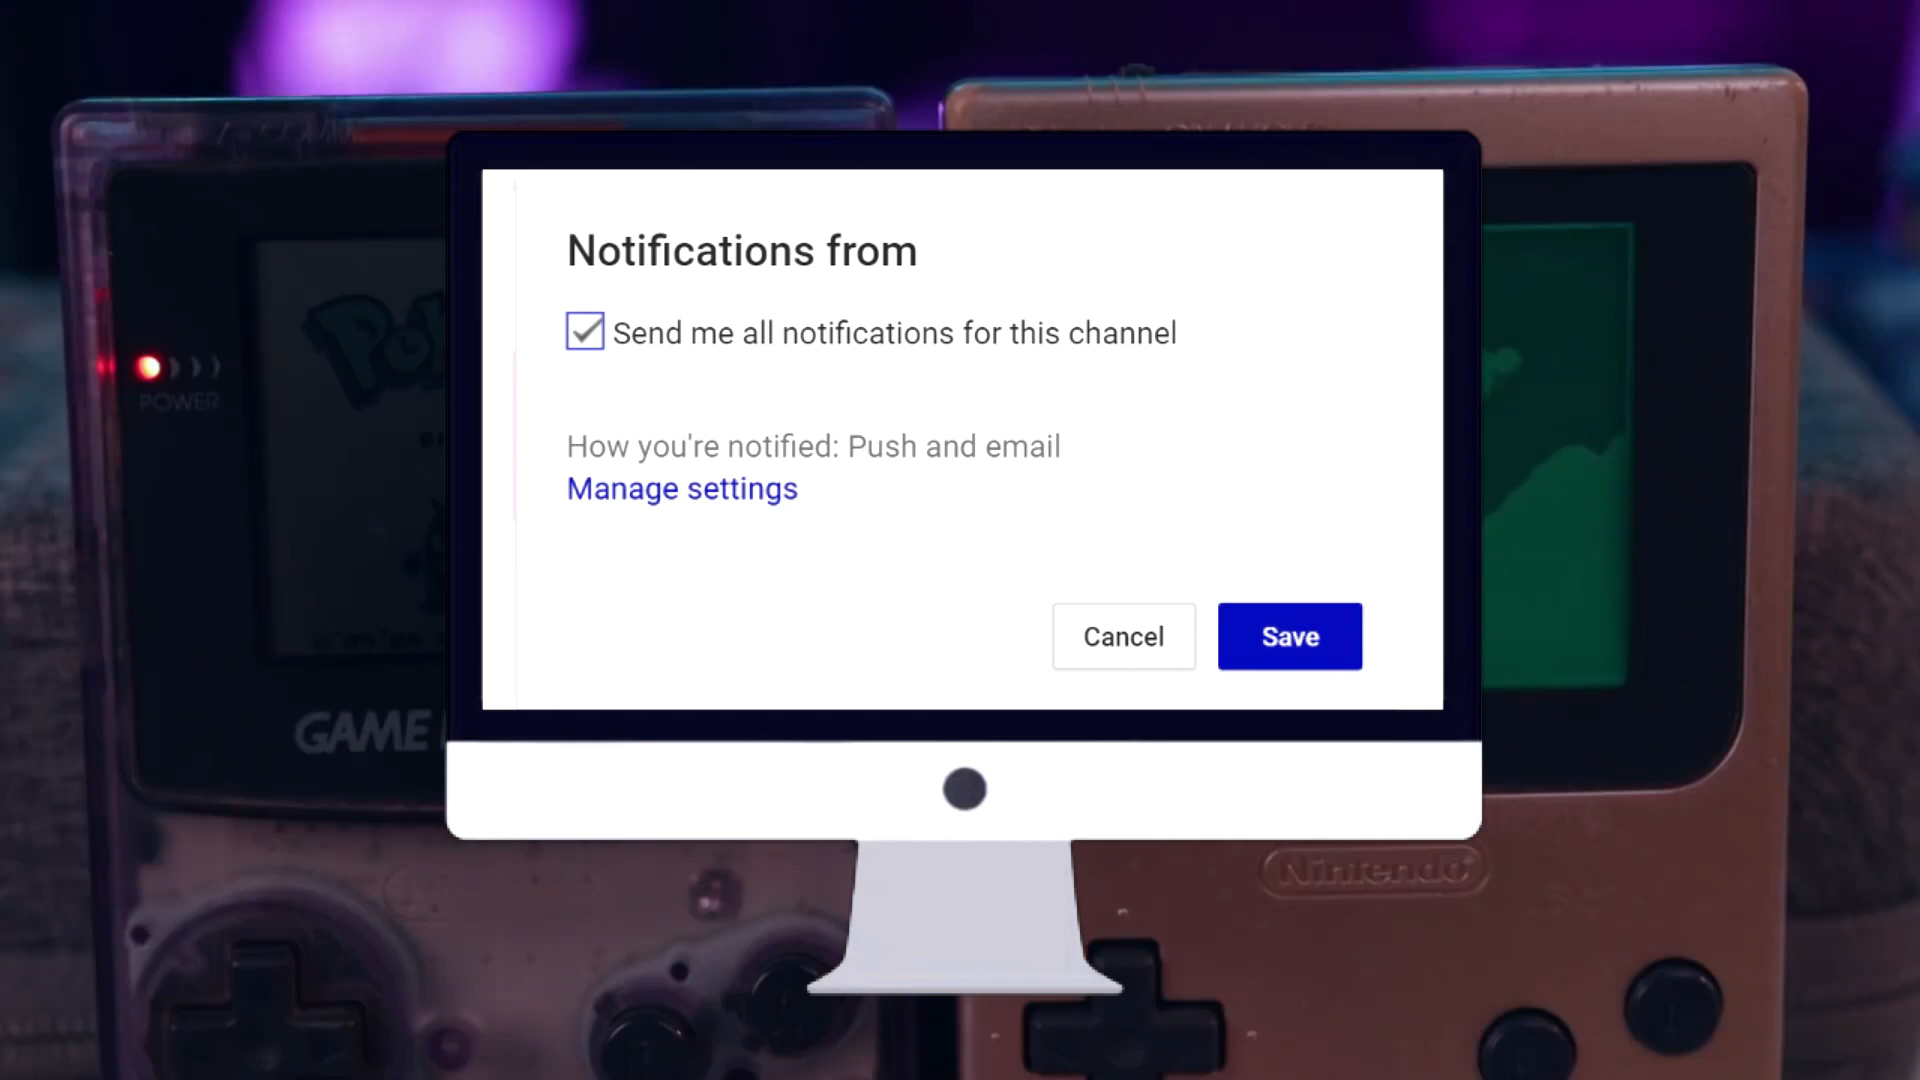 Notifications from
Send me all notifications for this channel
How you're notified: Push and email
Manage settings
Cancel
Save
POWER
GAME
Nintendo